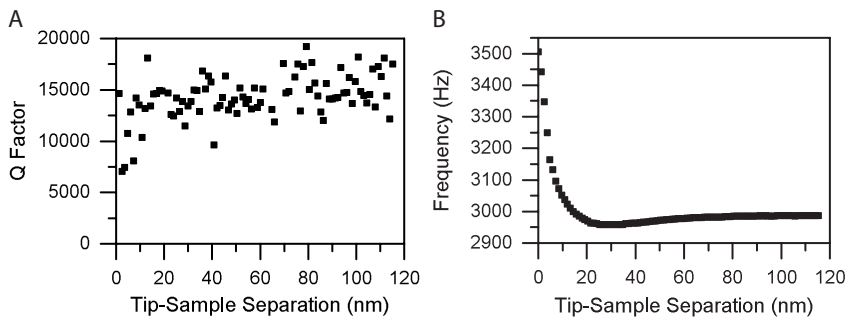 A
20000
15000
10000
5000
0
Q Factor
0 20 40 60 80 100 120
Tip-Sample Separation (nm)
B
3500
3400
3300
3200
3100
3000
2900
Frequency (Hz)
0 20 40 60 80 100 120
Tip-Sample Separation (nm)